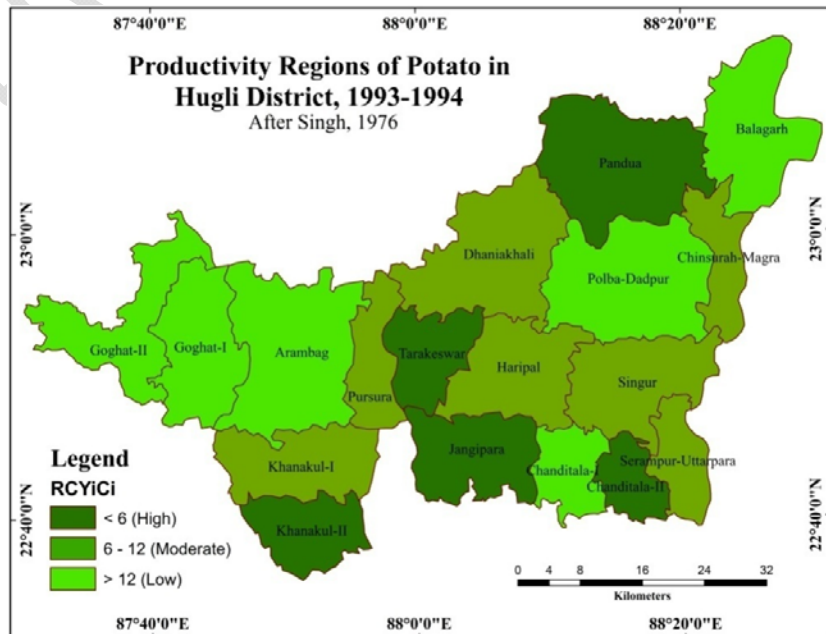 87°40'0"E 88°0'0"E 88°20'0"E
Productivity Regions of Potato in
Hugli District, 1993-1994
After Singh, 1976
Balagarh
Pandua
23°0'0"N 23°0'0"N
Dhaniakhali
Chinsurah-Magra
Polba-Dadpur
Goghat-II
Goghat-I
Arambag
Tarakeswar
Haripal
Singur
Pursura
Legend
RCYiCi
Khanakul-I
Jangipara
Chanditala-I
Serampur-Uttarpara
Chanditala-II
22°40'0"N 22°40'0"N
< 6 (High)
Khanakul-II
6 - 12 (Moderate)
> 12 (Low)
0 4 8 16 24 32
Kilometers
87°40'0"E 88°0'0"E 88°20'0"E